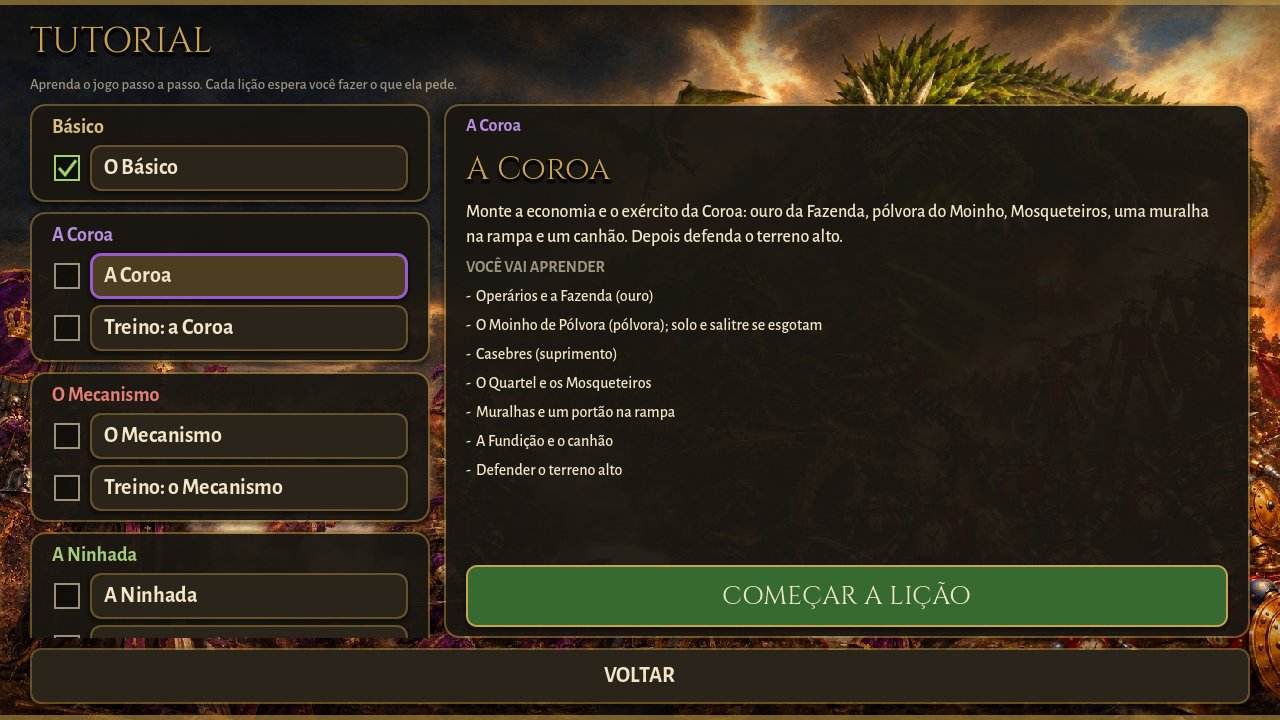 TUTORIAL
Aprenda o jogo passo a passo. Cada lição espera você fazer o que ela pede.
Básico
O Básico
A Coroa
A Coroa
Treino: a Coroa
O Mecanismo
O Mecanismo
Treino: o Mecanismo
A Ninhada
A Ninhada
A Coroa
A Coroa
Monte a economia e o exército da Coroa: ouro da Fazenda, pólvora do Moinho, Mosqueteiros, uma muralha
na rampa e um canhão. Depois defenda o terreno alto.
VOCÊ VAI APRENDER
- Operários e a Fazenda (ouro)
- O Moinho de Pólvora (pólvora); solo e salitre se esgotam
- Casebres (suprimento)
- O Quartel e os Mosqueteiros
- Muralhas e um portão na rampa
- A Fundição e o canhão
- Defender o terreno alto
COMEÇAR A LIÇÃO
VOLTAR